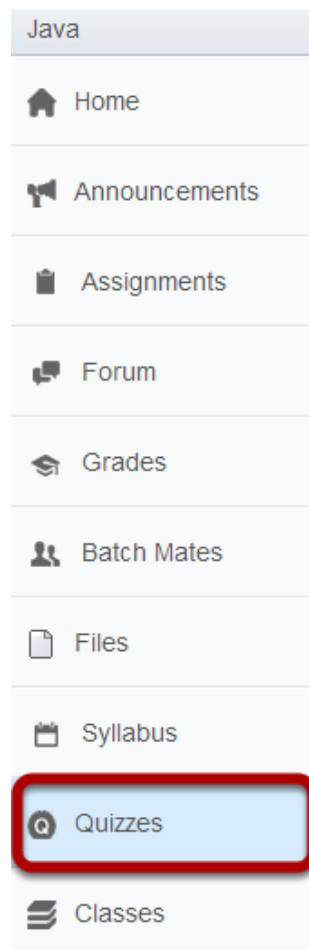 Java
Home
Announcements
Assignments
Forum
Grades
Batch Mates
Files
Syllabus
Quizzes
Classes